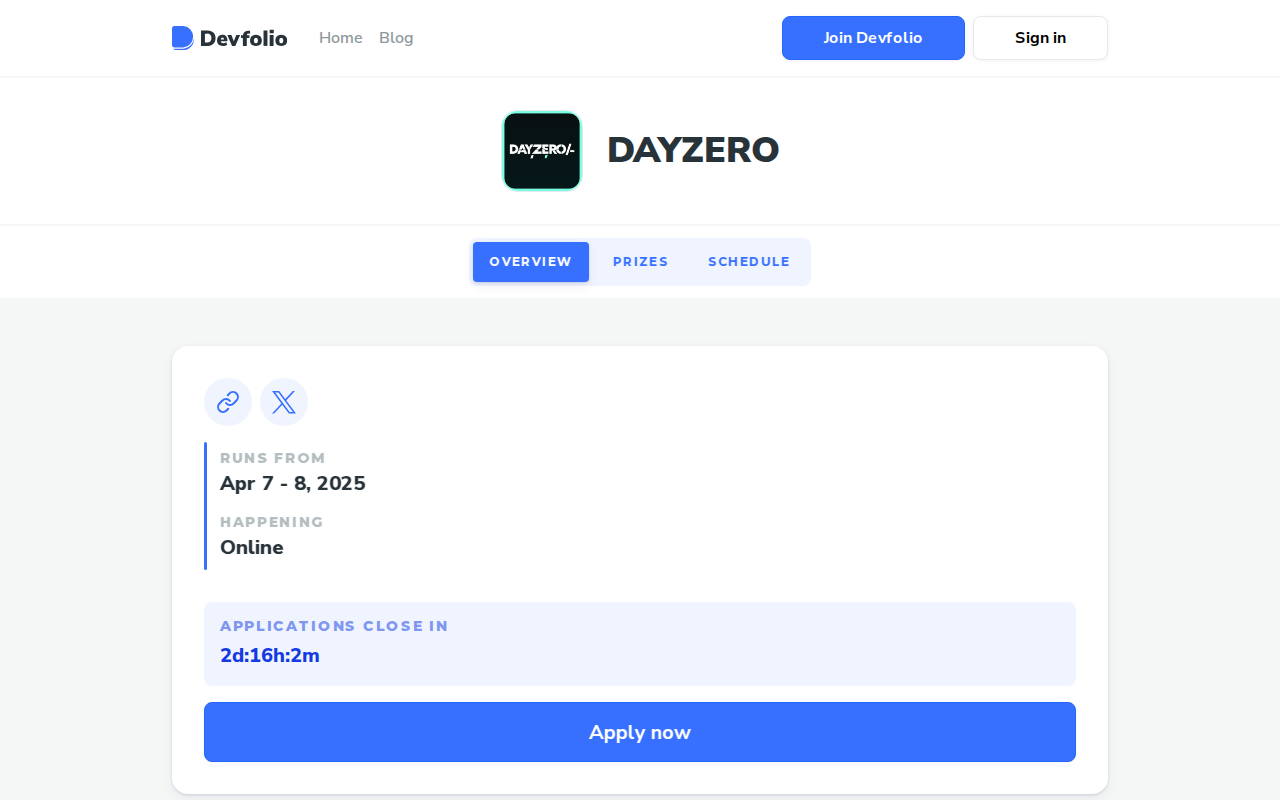 Devfolio
Home
Blog
Join Devfolio
Sign in
DAYZERO/-
DAYZERO
OVERVIEW
PRIZES
SCHEDULE
RUNS FROM
Apr 7 - 8, 2025
HAPPENING
Online
APPLICATIONS CLOSE IN
2d:16h:2m
Apply now